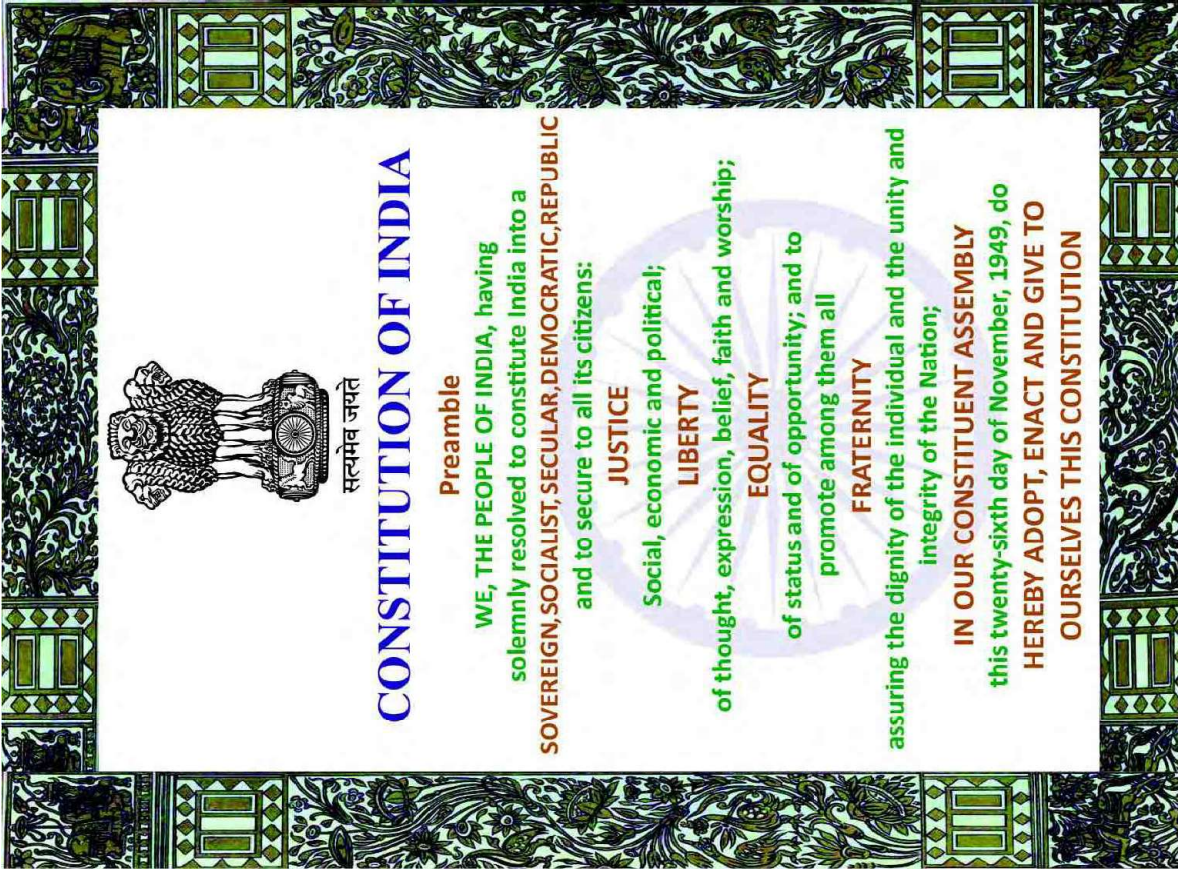 सत्यमेव जयते
CONSTITUTION OF INDIA
Preamble
WE, THE PEOPLE OF INDIA, having
solemnly resolved to constitute India into a
SOVEREIGN,SOCIALIST,SECULAR,DEMOCRATIC,REPUBLIC
and to secure to all its citizens:
JUSTICE
Social, economic and political;
LIBERTY
of thought, expression, belief, faith and worship;
EQUALITY
of status and of opportunity; and to
promote among them all
FRATERNITY
assuring the dignity of the individual and the unity and
integrity of the Nation;
IN OUR CONSTITUENT ASSEMBLY
this twenty-sixth day of November, 1949, do
HEREBY ADOPT, ENACT AND GIVE TO
OURSELVES THIS CONSTITUTION